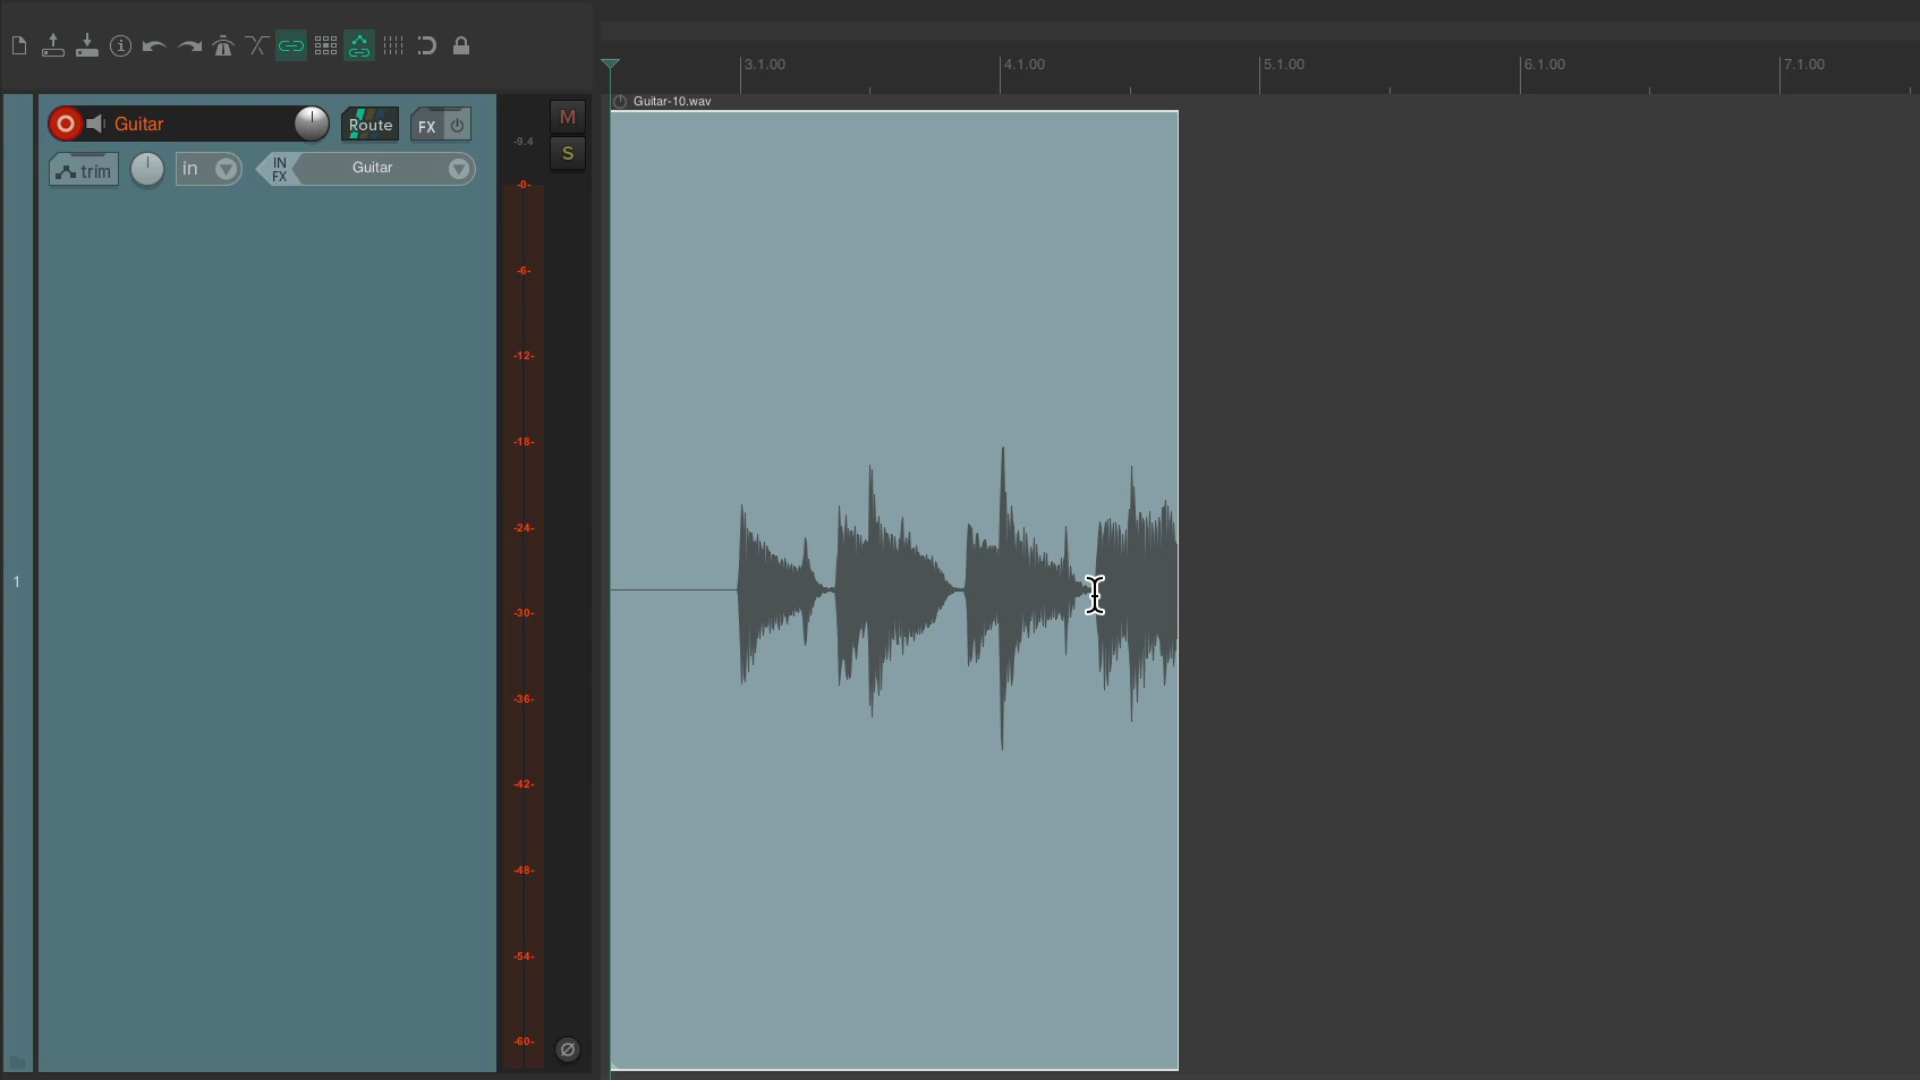 3.1.00 4.1.00 5.1.00 6.1.00 7.1.00
Guitar-10.wav
Guitar Route FX
trim in IN FX Guitar
-9.4
M
S
-0-
-6-
-12-
-18-
-24-
-30-
-36-
-42-
-48-
-54-
-60-
1